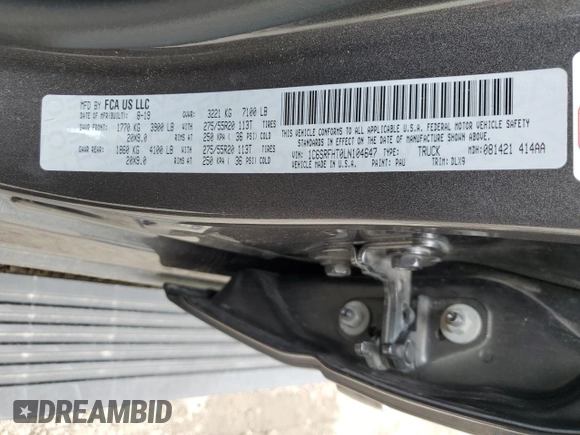 MFD BY FCA US LLC
DATE OF MFR(BUILT): 8-19 GVWR: 3221 KG 7100 LB
GAWR FRONT: 1770 KG 3900 LB WITH 275/55R20 113T TIRES
20X9.0 RIMS AT 250 KPA ( 36 PSI) COLD
GAWR REAR: 1860 KG 4100 LB WITH 275/55R20 113T TIRES
20X9.0 RIMS AT 250 KPA ( 36 PSI) COLD
THIS VEHICLE CONFORMS TO ALL APPLICABLE U.S.A. FEDERAL MOTOR VEHICLE SAFETY
STANDARDS IN EFFECT ON THE DATE OF MANUFACTURE SHOWN ABOVE.
VIN: 1C6SRFHT0LN104647 TYPE: TRUCK MDH: 081421 414AA
VEHICLE MADE IN U.S.A. PAINT: PAU TRIM: DLX9
DREAMBID